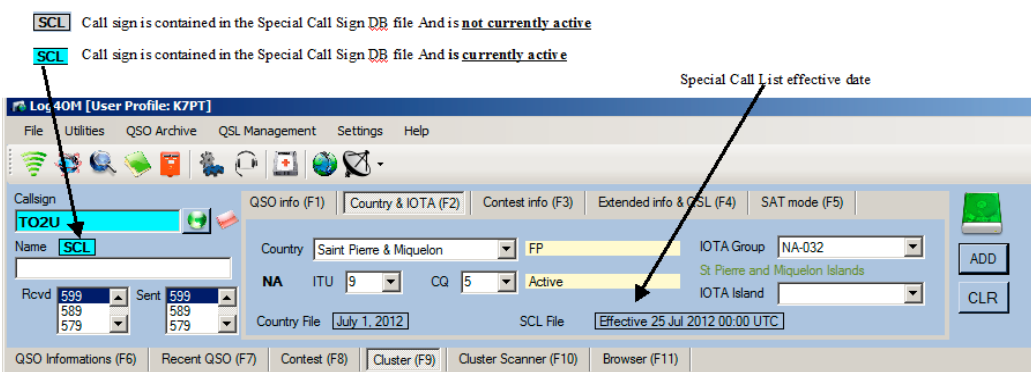 SCL Call sign is contained in the Special Call Sign DB file And is not currently active
SCL Call sign is contained in the Special Call Sign DB file And is currently active
Special Call List effective date
Log4OM [User Profile: K7PT]
File Utilities QSO Archive QSL Management Settings Help
Callsign
TO2U
Name SCL
Rcvd 599 589 579 Sent 599 589 579
QSO info (F1) Country & IOTA (F2) Contest info (F3) Extended info & QSL (F4) SAT mode (F5)
Country Saint Pierre & Miquelon FP IOTA Group NA-032
St Pierre and Miquelon Islands
NA ITU 9 CQ 5 Active IOTA Island
Country File July 1, 2012 SCL File Effective 25 Jul 2012 00:00 UTC
ADD
CLR
QSO Informations (F6) Recent QSO (F7) Contest (F8) Cluster (F9) Cluster Scanner (F10) Browser (F11)